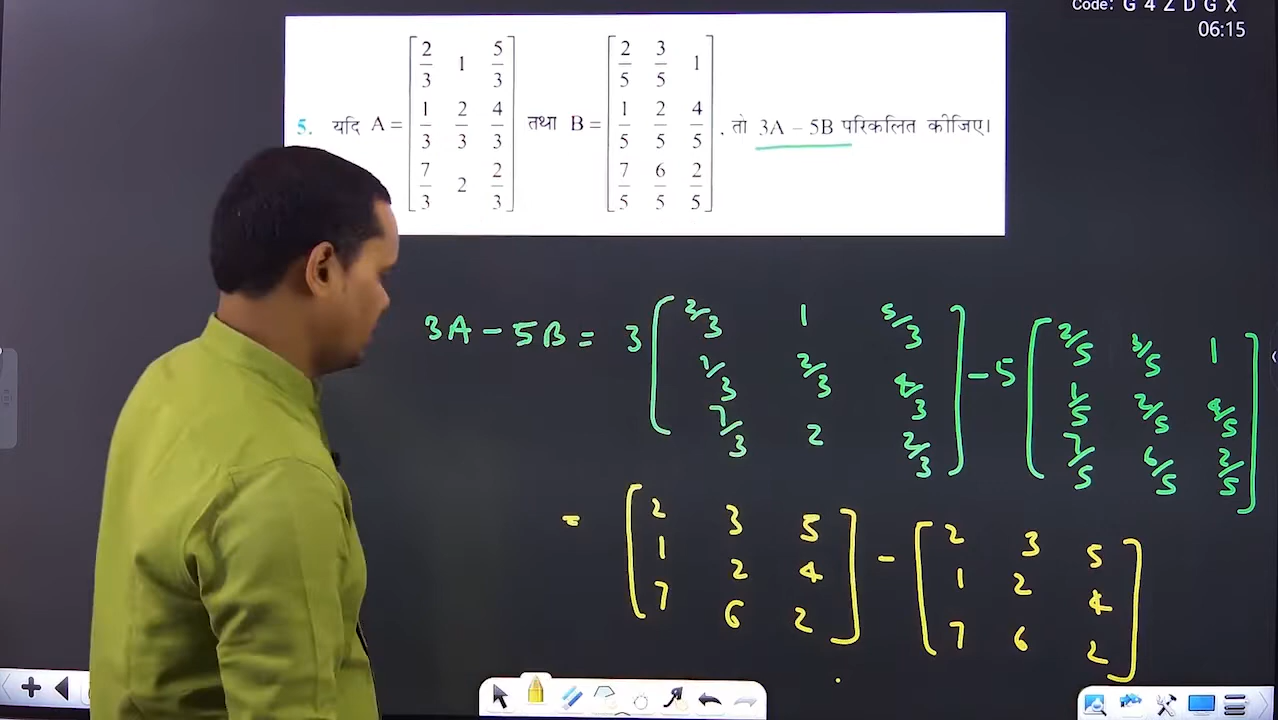 Code: G 4 Z D G X
06:15
5. यदि A = [ 2/3 1 5/3 तथा B = [ 2/5 3/5 1
1/3 2/3 4/3 1/5 2/5 4/5
7/3 2 2/3 ] 7/5 6/5 2/5 ] , तो 3A – 5B परिकलित कीजिए।
3A – 5B = 3 [ 2/3 1 5/3 ] – 5 [ 2/5 3/5 1 ]
1/3 2/3 4/3 1/5 2/5 4/5
7/3 2 2/3 7/5 6/5 2/5
= [ 2 3 5 ] – [ 2 3 5 ]
1 2 4 1 2 4
7 6 2 7 6 2